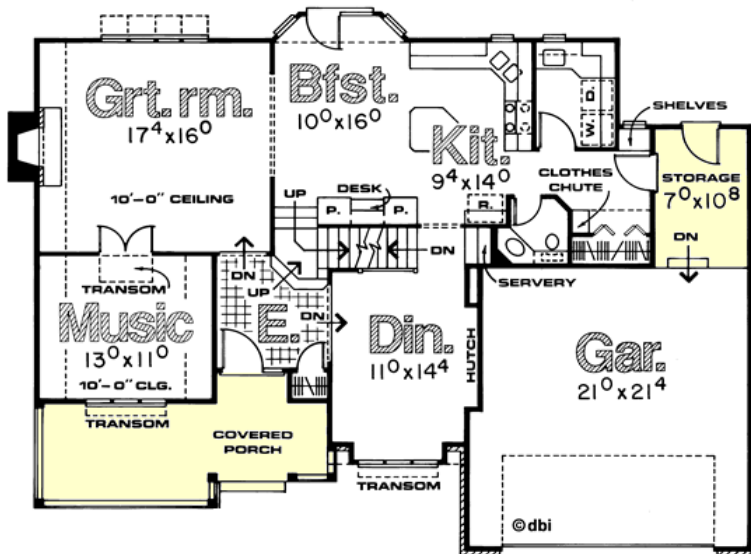 Grt. rm.
17⁴ x 16⁰
10'-0" CEILING
Bfst.
10⁰ x 16⁰
Kit.
9⁴ x 14⁰
D.
W.
SHELVES
CLOTHES
CHUTE
STORAGE
7⁰ x 10⁸
DN
UP
DESK
P.
P.
R.
DN
SERVERY
TRANSOM
Music
13⁰ x 11⁰
10'-0" CLG.
TRANSOM
DN
UP
E.
DN
Din.
11⁰ x 14⁴
HUTCH
Gar.
21⁰ x 21⁴
COVERED
PORCH
TRANSOM
©dbi